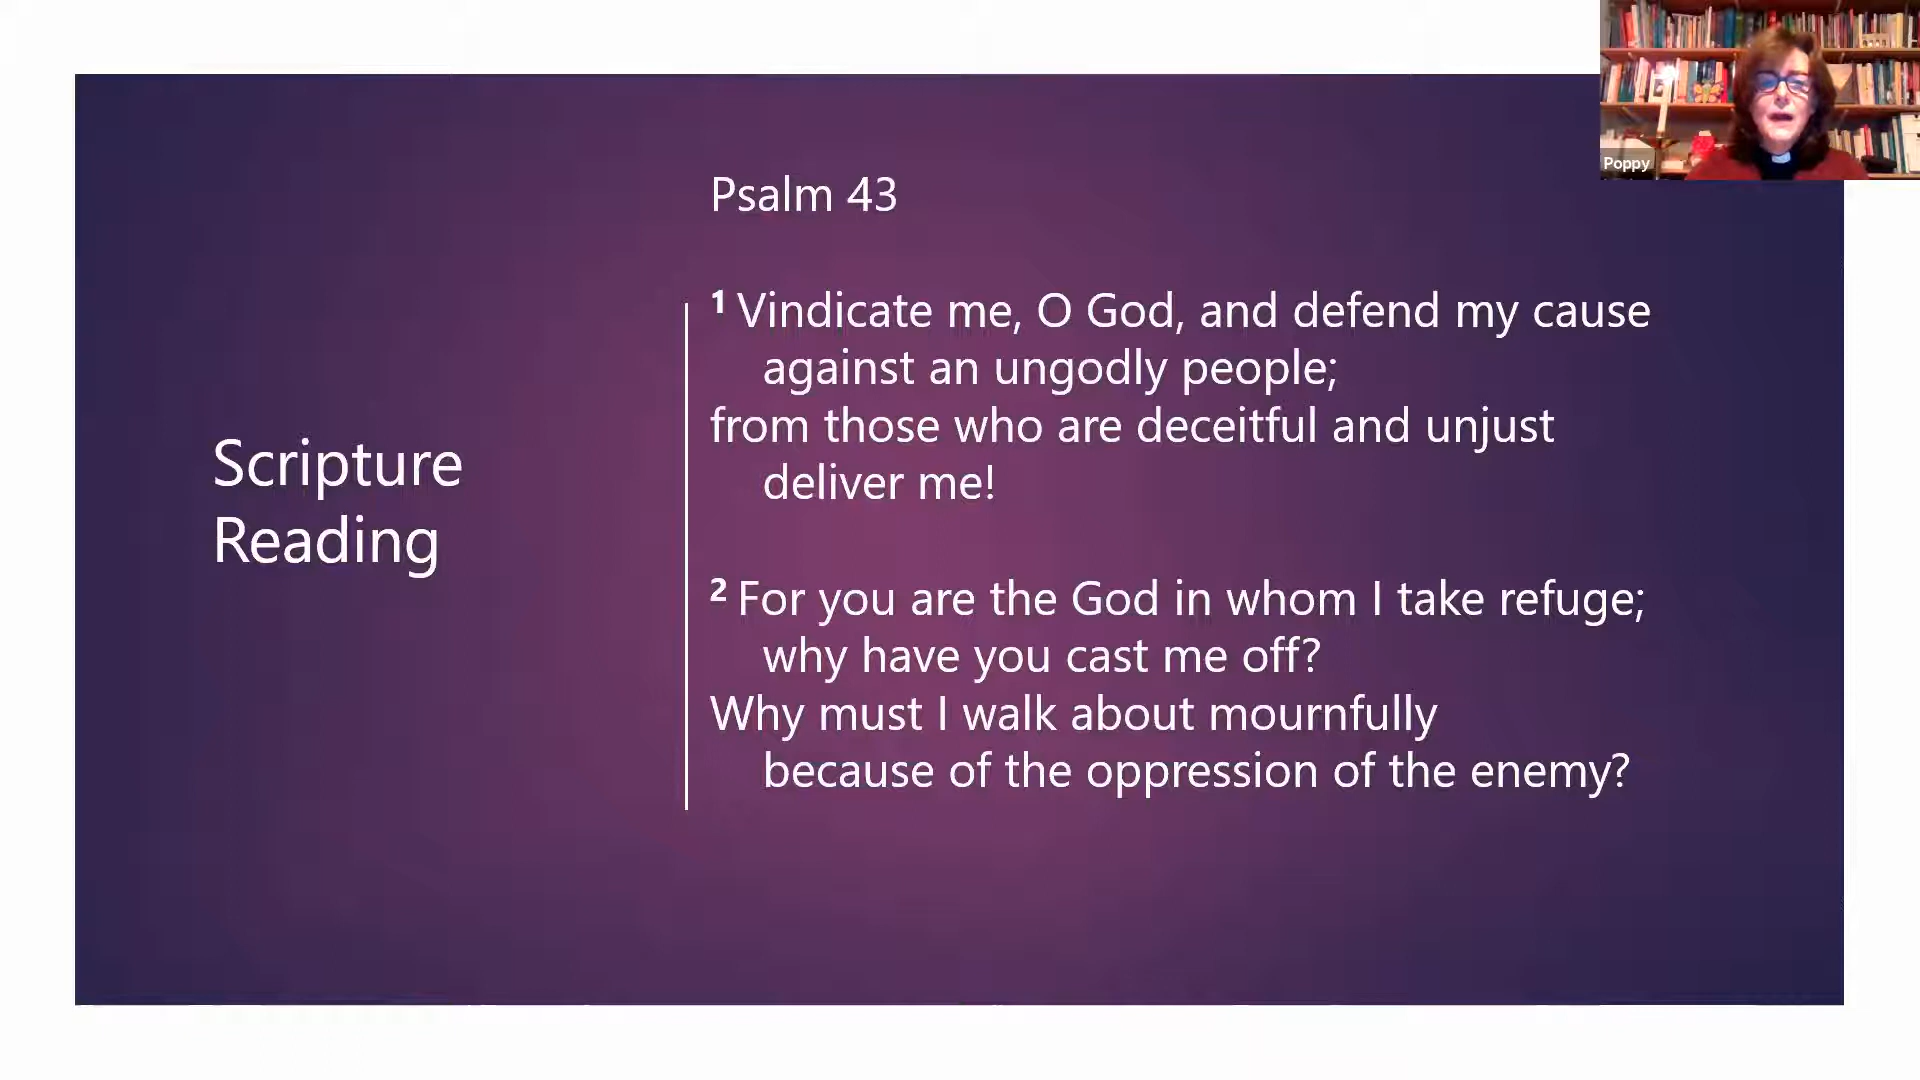 Psalm 43
1 Vindicate me, O God, and defend my cause
against an ungodly people;
from those who are deceitful and unjust
deliver me!
2 For you are the God in whom I take refuge;
why have you cast me off?
Why must I walk about mournfully
because of the oppression of the enemy?
Scripture
Reading
Poppy